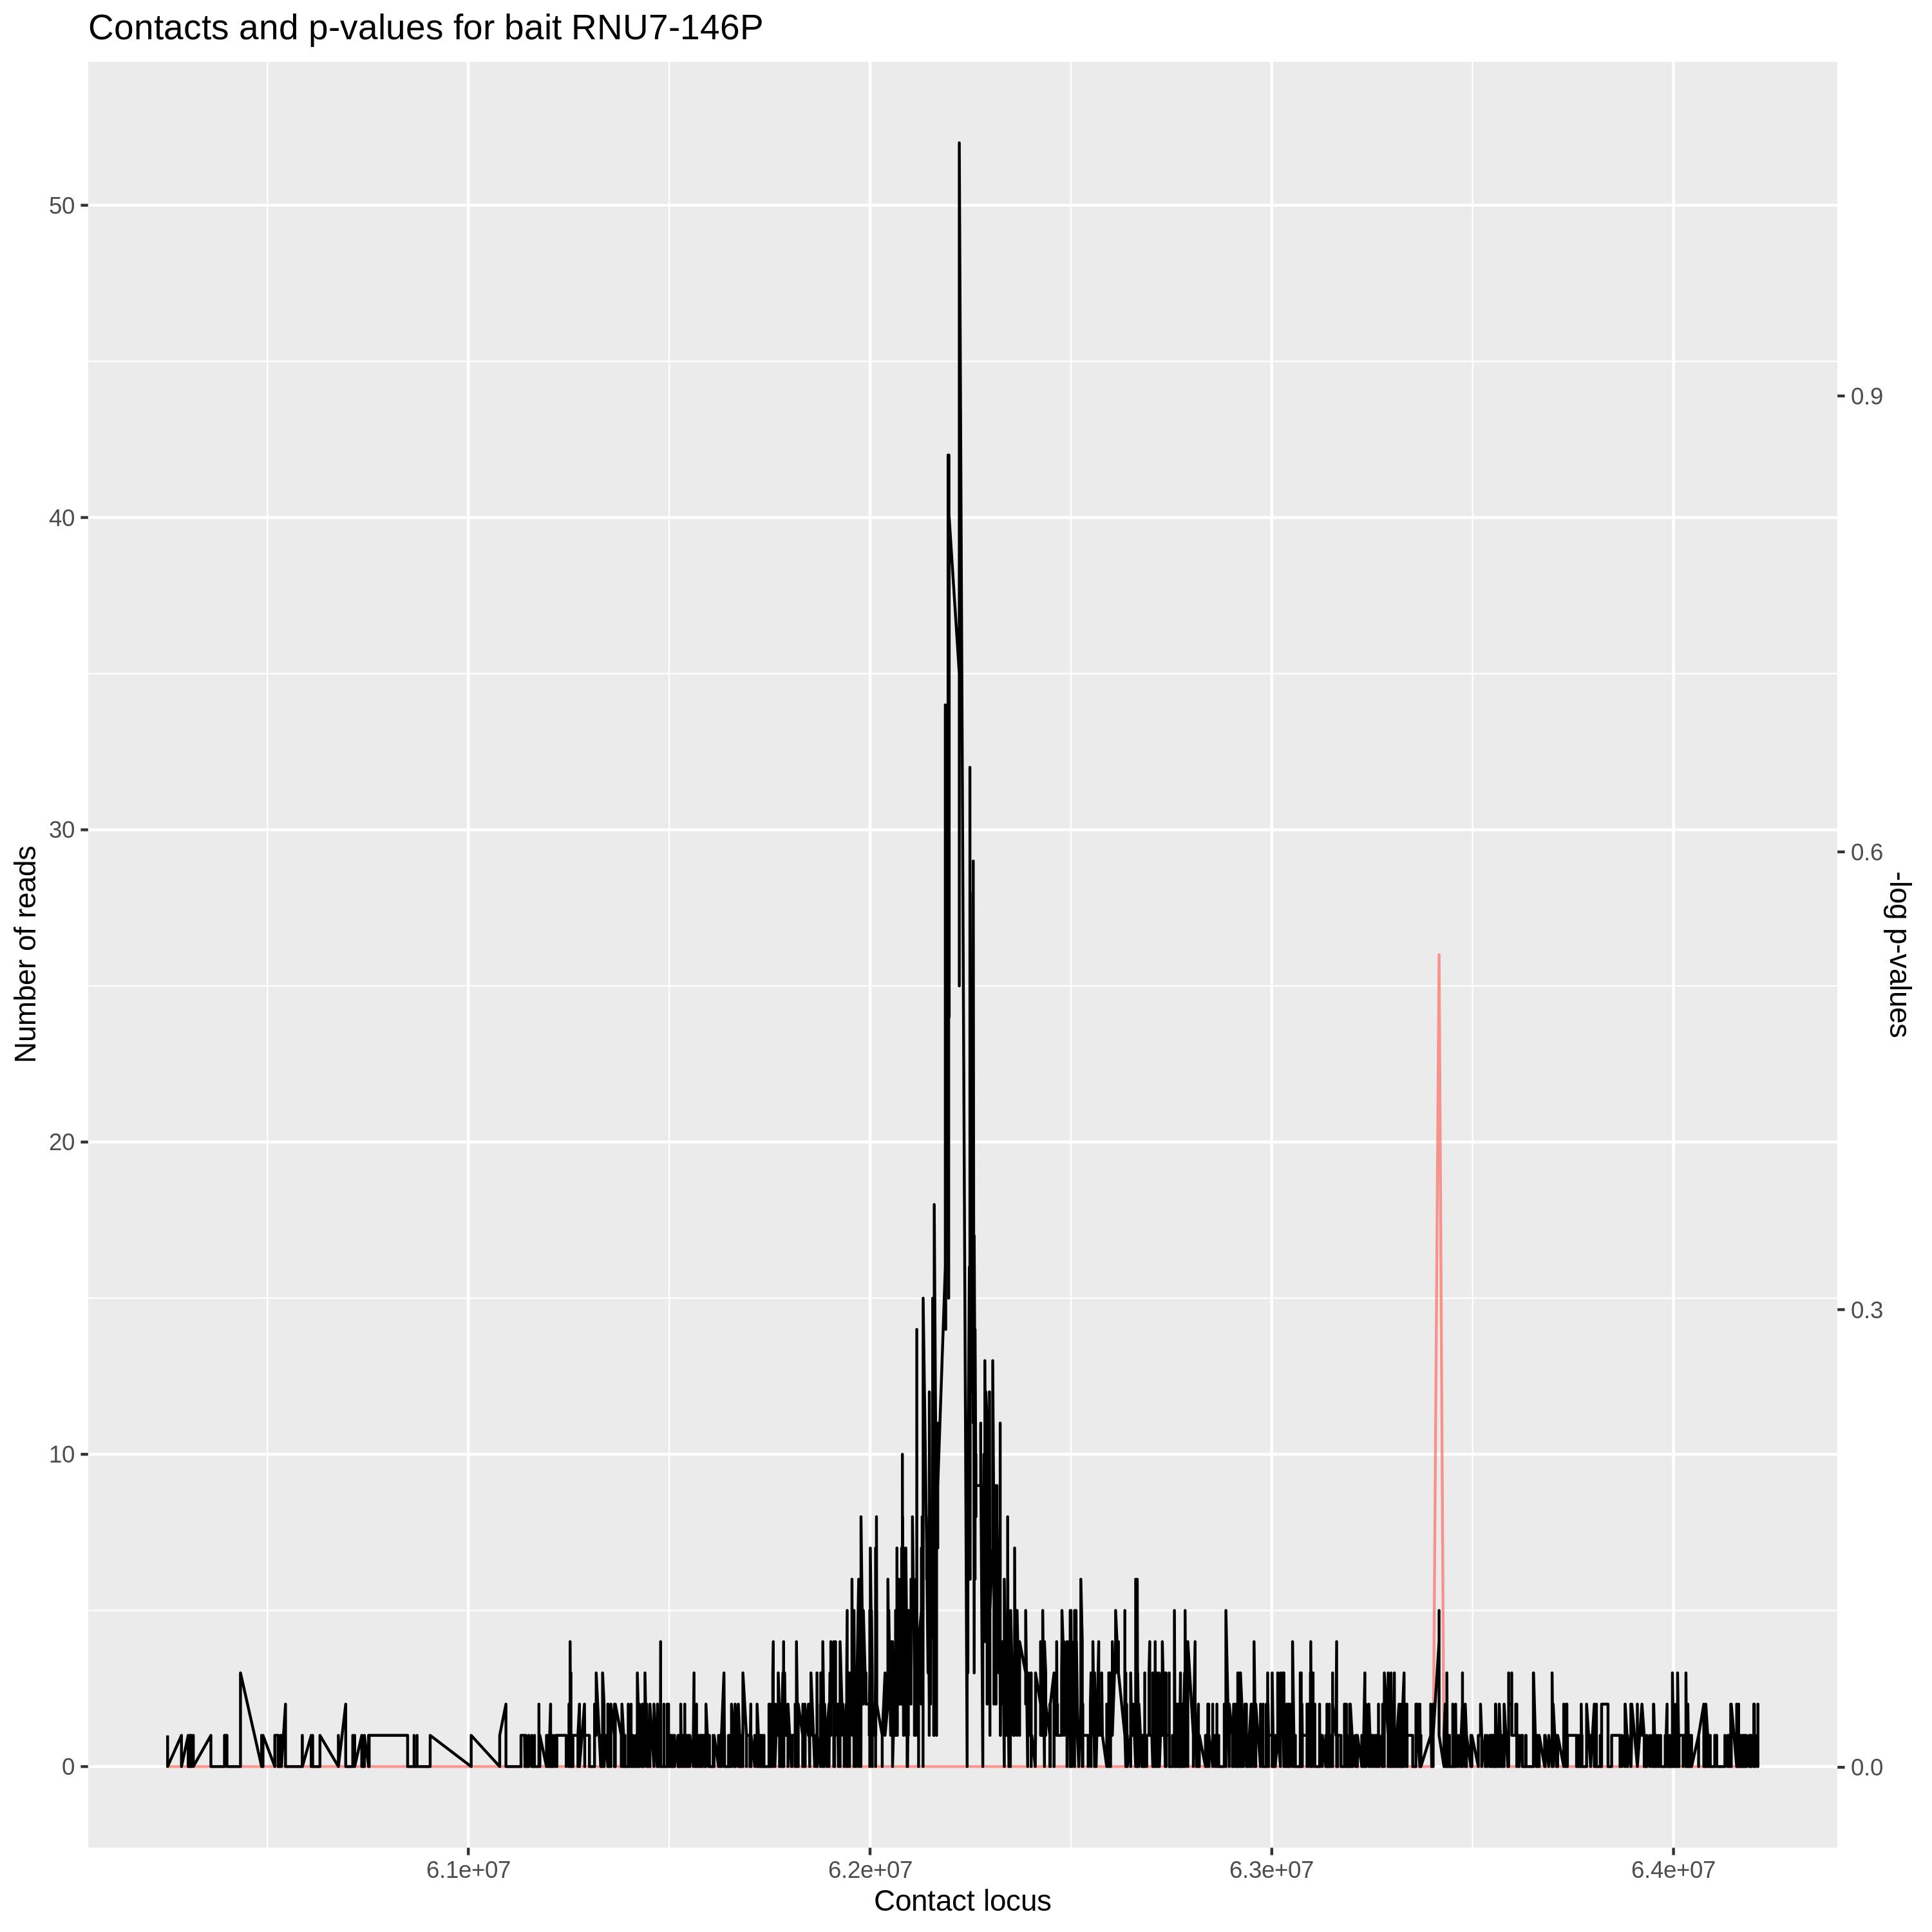 Contacts and p-values for bait RNU7-146P
50
40
30
20
10
0
Number of reads
0.9
0.6
0.3
0.0
-log p-values
6.1e+07
6.2e+07
6.3e+07
6.4e+07
Contact locus